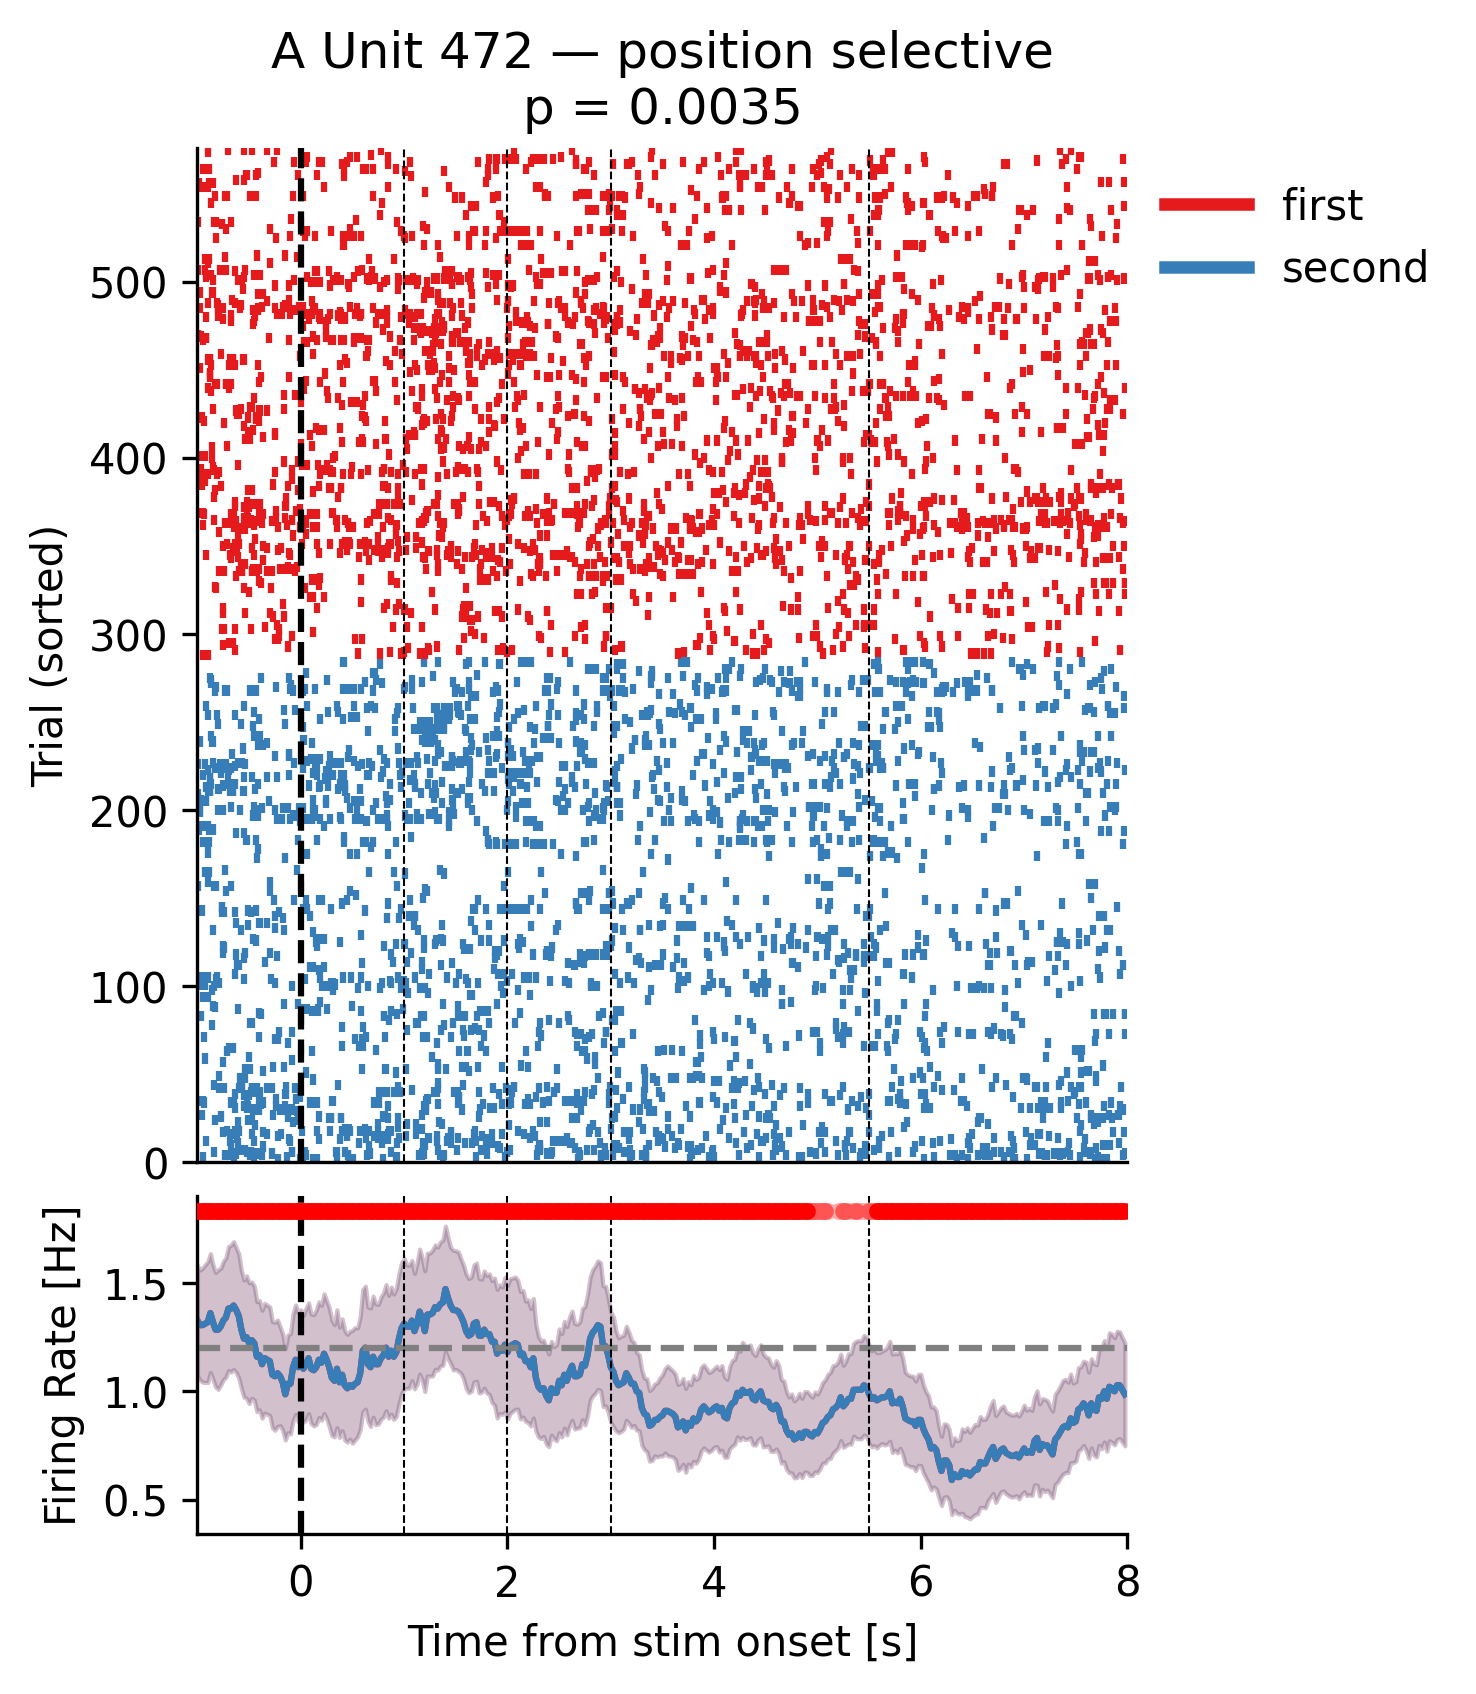 A Unit 472 — position selective
p = 0.0035
first
second
Trial (sorted)
500
400
300
200
100
0
Firing Rate [Hz]
1.5
1.0
0.5
0 2 4 6 8
Time from stim onset [s]